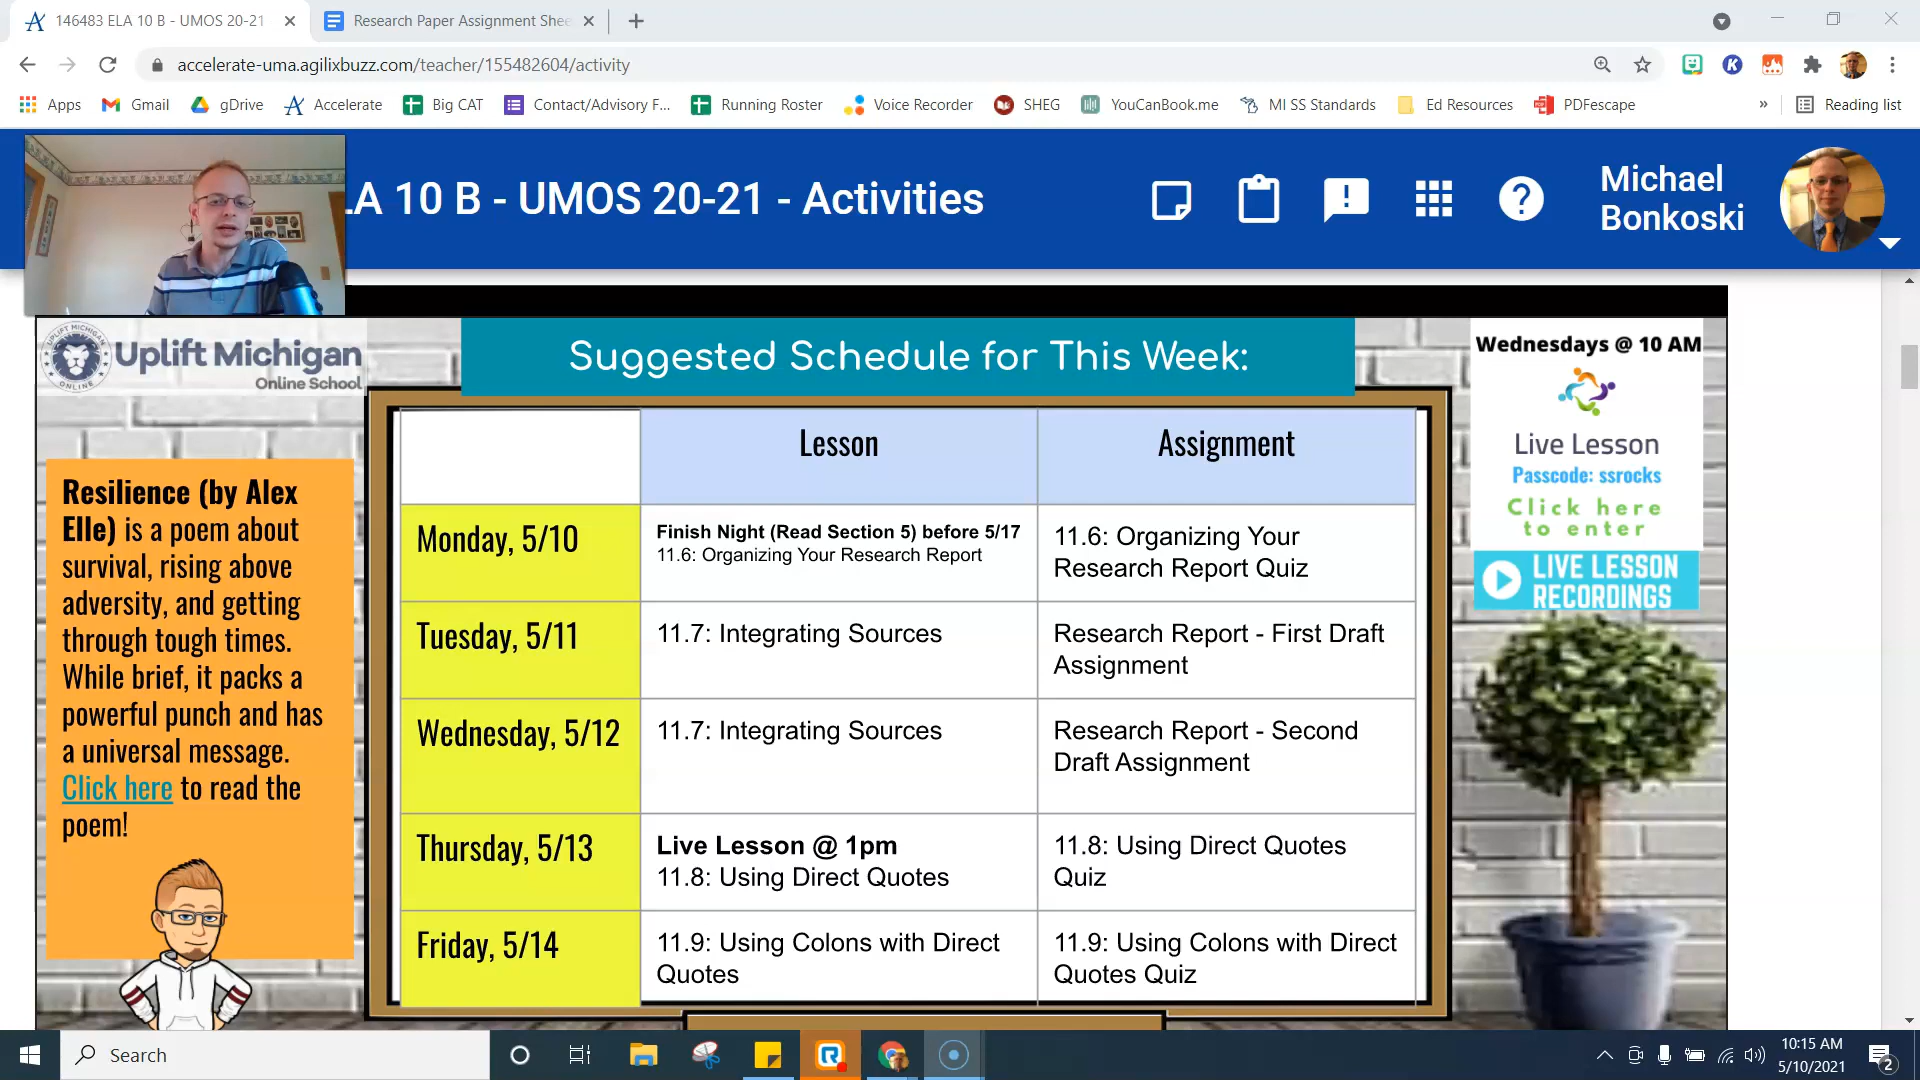 146483 ELA 10 B - UMOS 20-21
Research Paper Assignment Shee
accelerate-uma.agilixbuzz.com/teacher/155482604/activity
Apps
Gmail
gDrive
Accelerate
Big CAT
Contact/Advisory F...
Running Roster
Voice Recorder
SHEG
YouCanBook.me
MI SS Standards
Ed Resources
PDFescape
»
Reading list
LA 10 B - UMOS 20-21 - Activities
Michael
Bonkoski
Uplift Michigan
Online School
Suggested Schedule for This Week:
Wednesdays @ 10 AM
Live Lesson
Passcode: ssrocks
Click here
to enter
LIVE LESSON
RECORDINGS
Resilience (by Alex
Elle) is a poem about
survival, rising above
adversity, and getting
through tough times.
While brief, it packs a
powerful punch and has
a universal message.
Click here to read the
poem!
Lesson
Assignment
Monday, 5/10
Finish Night (Read Section 5) before 5/17
11.6: Organizing Your Research Report
11.6: Organizing Your
Research Report Quiz
Tuesday, 5/11
11.7: Integrating Sources
Research Report - First Draft
Assignment
Wednesday, 5/12
11.7: Integrating Sources
Research Report - Second
Draft Assignment
Thursday, 5/13
Live Lesson @ 1pm
11.8: Using Direct Quotes
11.8: Using Direct Quotes
Quiz
Friday, 5/14
11.9: Using Colons with Direct
Quotes
11.9: Using Colons with Direct
Quotes Quiz
Search
10:15 AM
5/10/2021
2